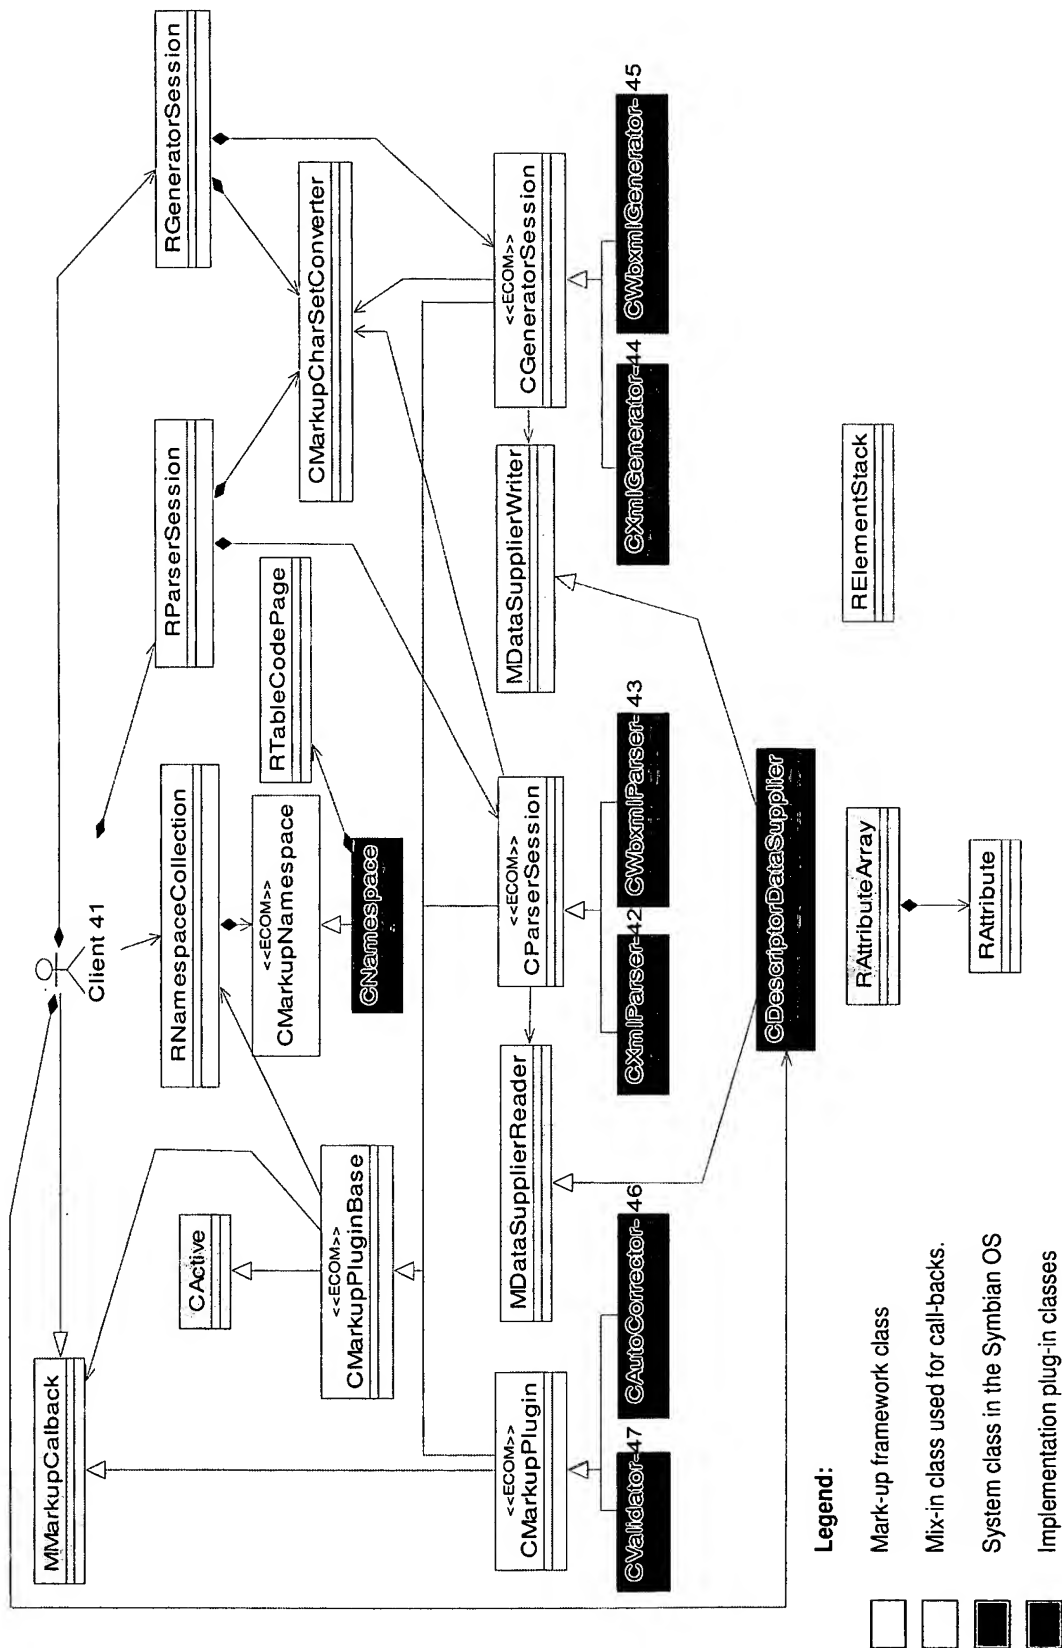 MMarkupCalback
Client 41
RGeneratorSession
RParserSession
RNamespaceCollection
CActive
CMarkupCharSetConverter
RTableCodePage
<<ECOM>>
CMarkupNamespace
<<ECOM>>
CMarkupPluginBase
CNamespace
<<ECOM>>
CMarkupPlugin
MDataSupplierReader
<<ECOM>>
CParserSession
MDataSupplierWriter
<<ECOM>>
CGeneratorSession
CValidator-47
CAutoCorrector-46
CXmlParser-42
CWbxmlParser-43
CXmlGenerator-44
CWbxmlGenerator-45
CDescriptorDataSupplier
RAttributeArray
RElementStack
RAttribute
Legend:
Mark-up framework class
Mix-in class used for call-backs.
System class in the Symbian OS
Implementation plug-in classes